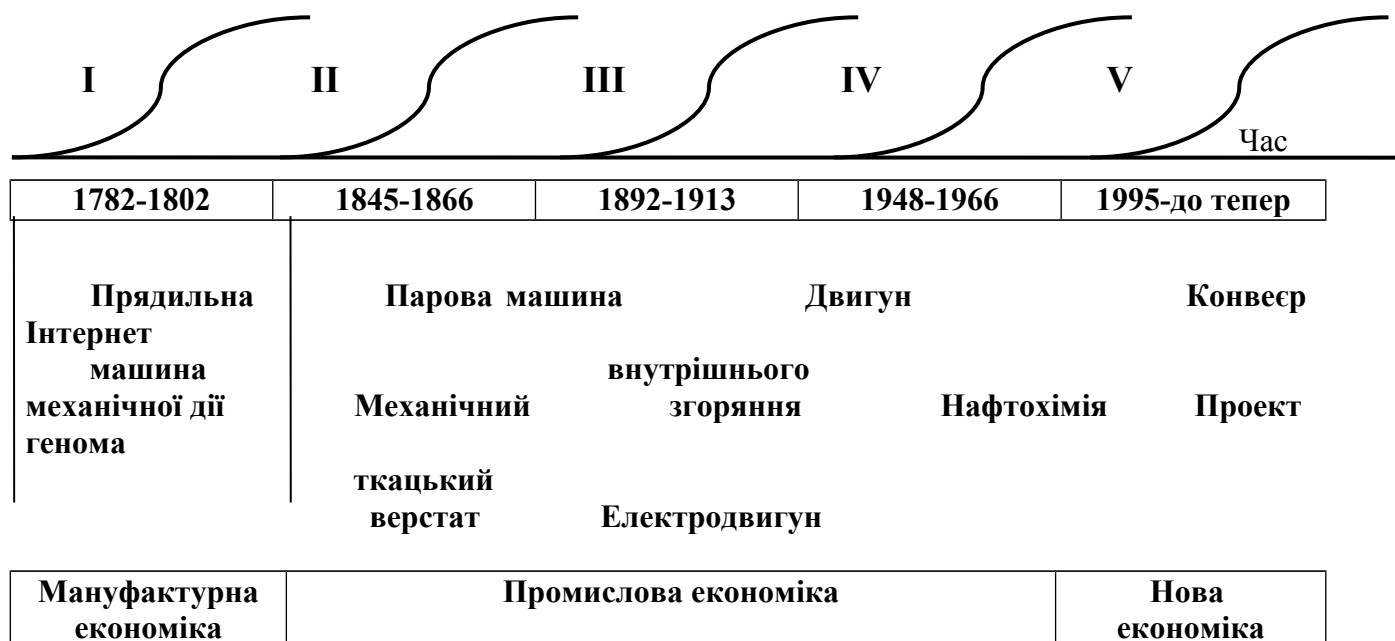 I II III IV V
Час
1782-1802 1845-1866 1892-1913 1948-1966 1995-до тепер
Прядильна Парова машина Двигун Конвеєр
Інтернет
машина внутрішнього
механічної дії Механічний згоряння Нафтохімія Проект
генома
ткацький
верстат Електродвигун
Мануфактурна Промислова економіка Нова
економіка економіка